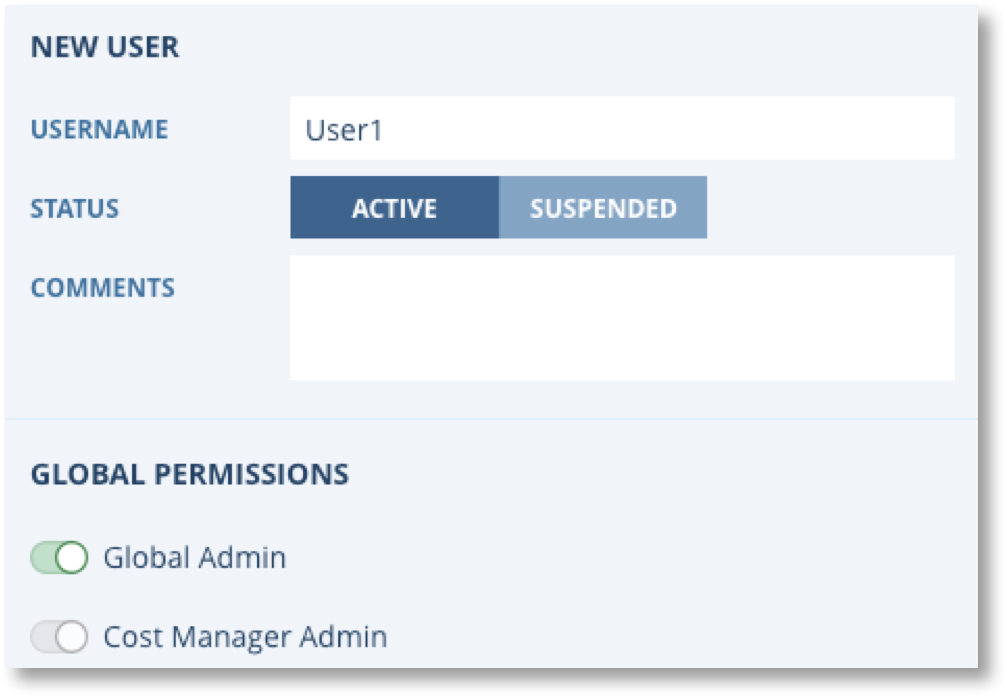 NEW USER
USERNAME User1
STATUS ACTIVE SUSPENDED
COMMENTS
GLOBAL PERMISSIONS
Global Admin
Cost Manager Admin